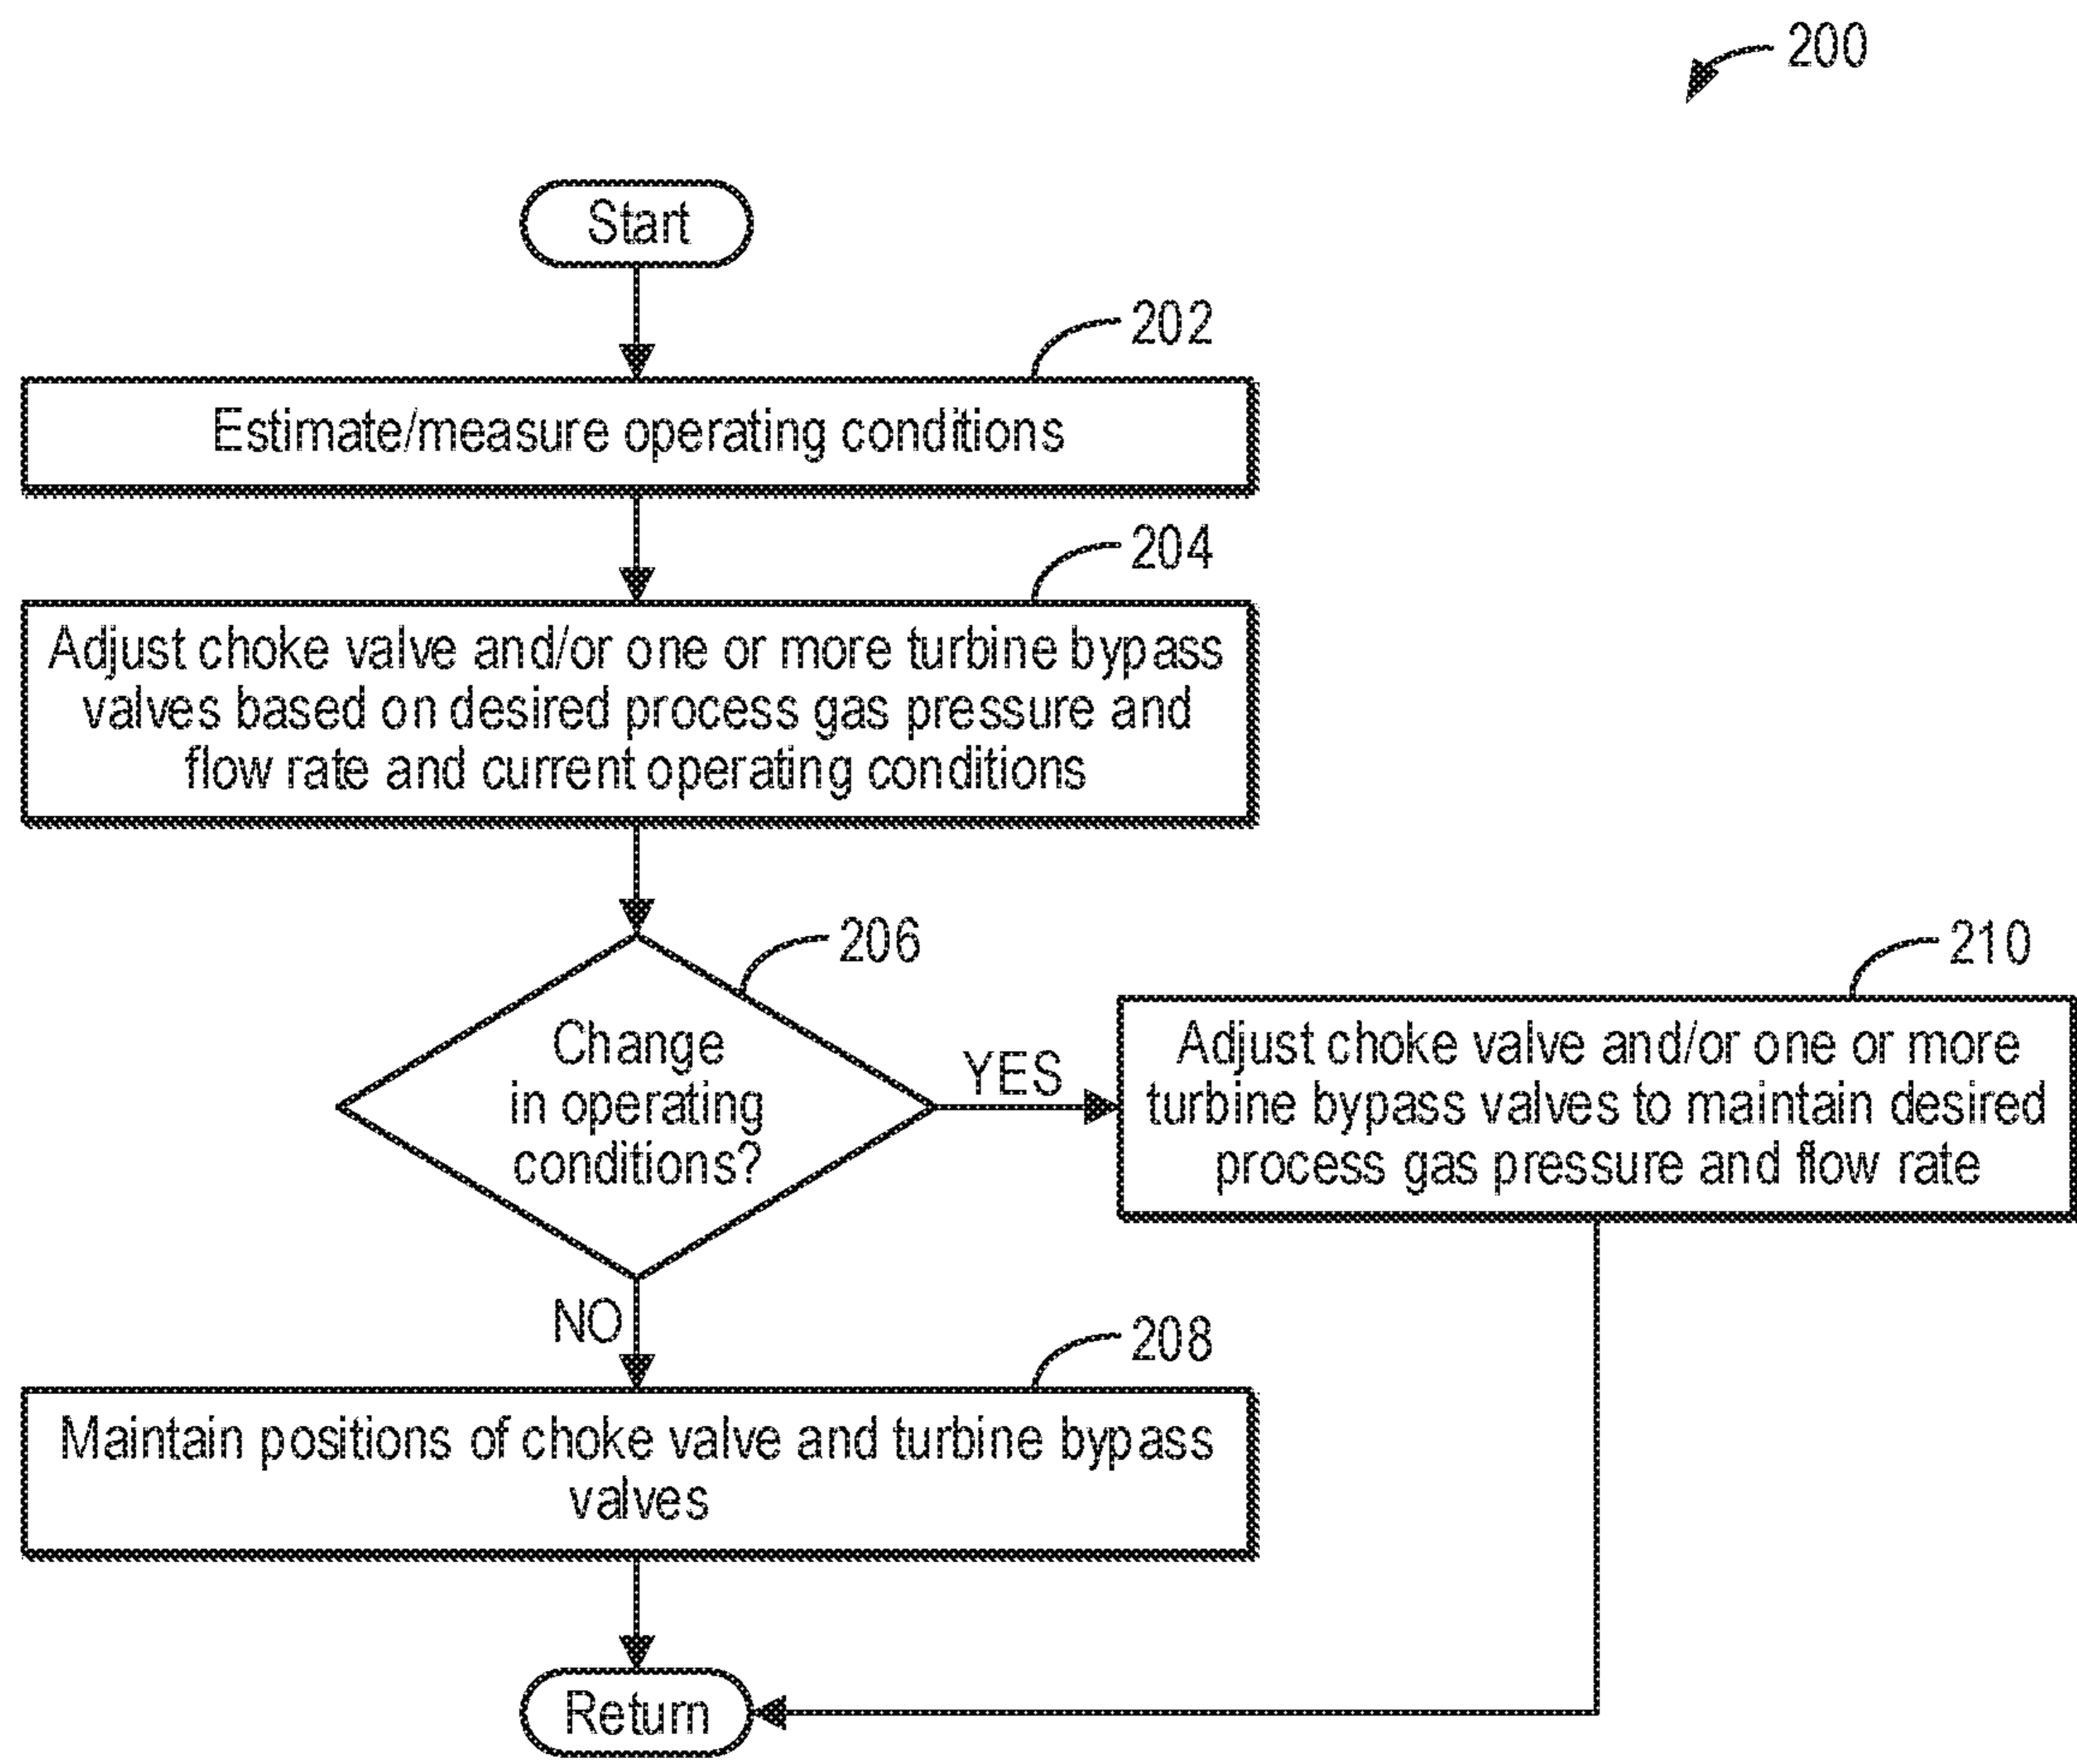 200
Start
202
Estimate/measure operating conditions
204
Adjust choke valve and/or one or more turbine bypass
valves based on desired process gas pressure and
flow rate and current operating conditions
206
Change
in operating
conditions?
YES
210
Adjust choke valve and/or one or more
turbine bypass valves to maintain desired
process gas pressure and flow rate
NO
208
Maintain positions of choke valve and turbine bypass
valves
Return